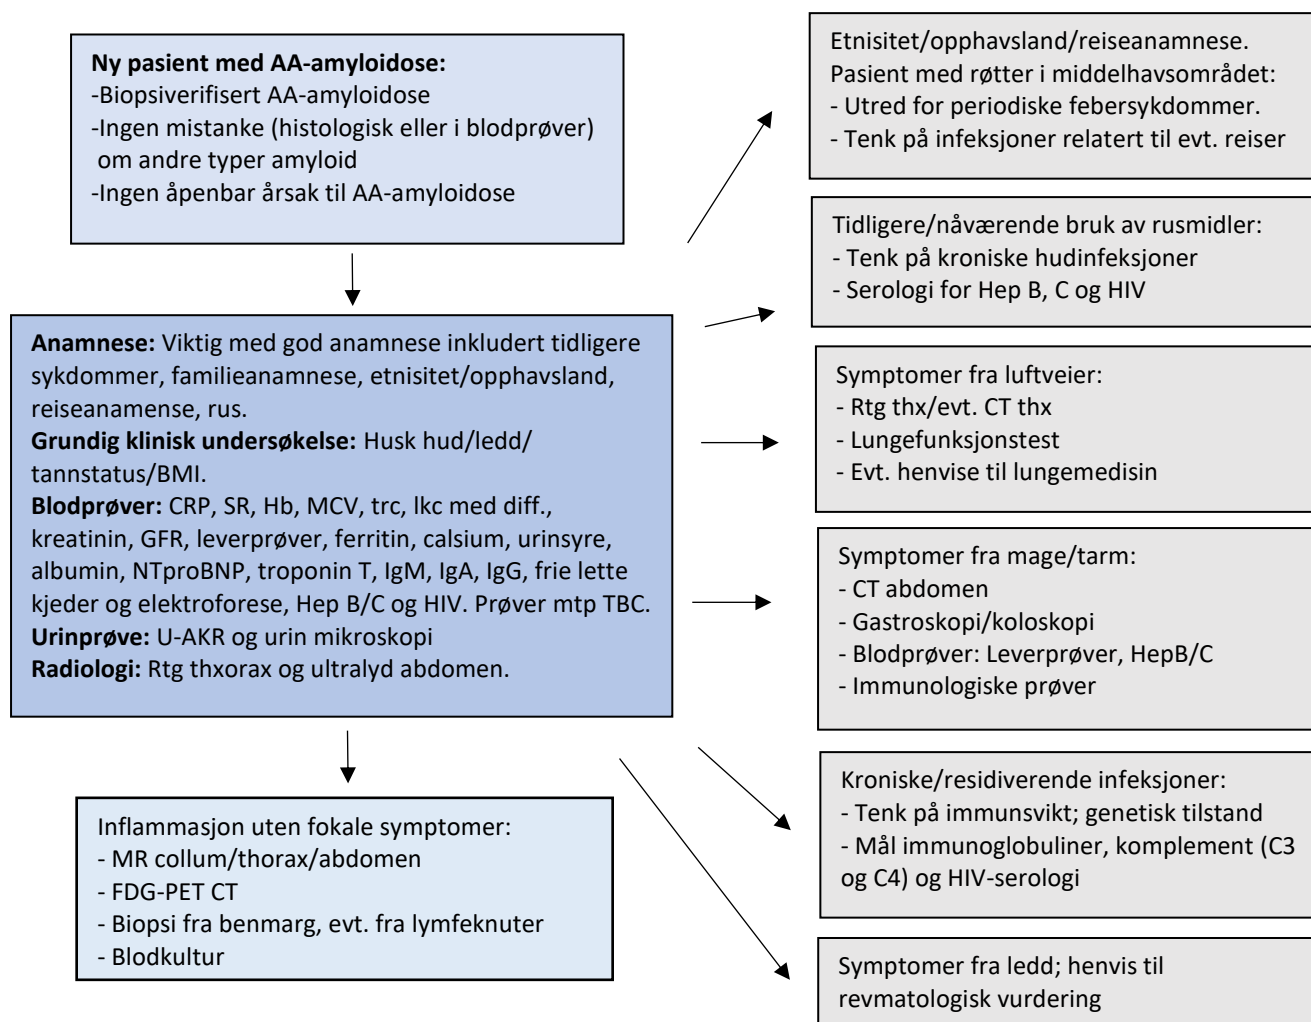 Ny pasient med AA-amyloidose:
-Biopsiverifisert AA-amyloidose
-Ingen mistanke (histologisk eller i blodprøver)
om andre typer amyloid
-Ingen åpenbar årsak til AA-amyloidose
Anamnese: Viktig med god anamnese inkludert tidligere
sykdommer, familieanamnese, etnisitet/opphavsland,
reiseanamense, rus.
Grundig klinisk undersøkelse: Husk hud/ledd/
tannstatus/BMI.
Blodprøver: CRP, SR, Hb, MCV, trc, lkc med diff.,
kreatinin, GFR, leverprøver, ferritin, calsium, urinsyre,
albumin, NTproBNP, troponin T, IgM, IgA, IgG, frie lette
kjeder og elektroforese, Hep B/C og HIV. Prøver mtp TBC.
Urinprøve: U-AKR og urin mikroskopi
Radiologi: Rtg thxorax og ultralyd abdomen.
Inflammasjon uten fokale symptomer:
- MR collum/thorax/abdomen
- FDG-PET CT
- Biopsi fra benmarg, evt. fra lymfeknuter
- Blodkultur
Etnisitet/opphavsland/reiseanamnese.
Pasient med røtter i middelhavsområdet:
- Utred for periodiske febersykdommer.
- Tenk på infeksjoner relatert til evt. reiser
Tidligere/nåværende bruk av rusmidler:
- Tenk på kroniske hudinfeksjoner
- Serologi for Hep B, C og HIV
Symptomer fra luftveier:
- Rtg thx/evt. CT thx
- Lungefunksjonstest
- Evt. henvise til lungemedisin
Symptomer fra mage/tarm:
- CT abdomen
- Gastroskopi/koloskopi
- Blodprøver: Leverprøver, HepB/C
- Immunologiske prøver
Kroniske/residiverende infeksjoner:
- Tenk på immunsvikt; genetisk tilstand
- Mål immunoglobuliner, komplement (C3
og C4) og HIV-serologi
Symptomer fra ledd; henvis til
revmatologisk vurdering